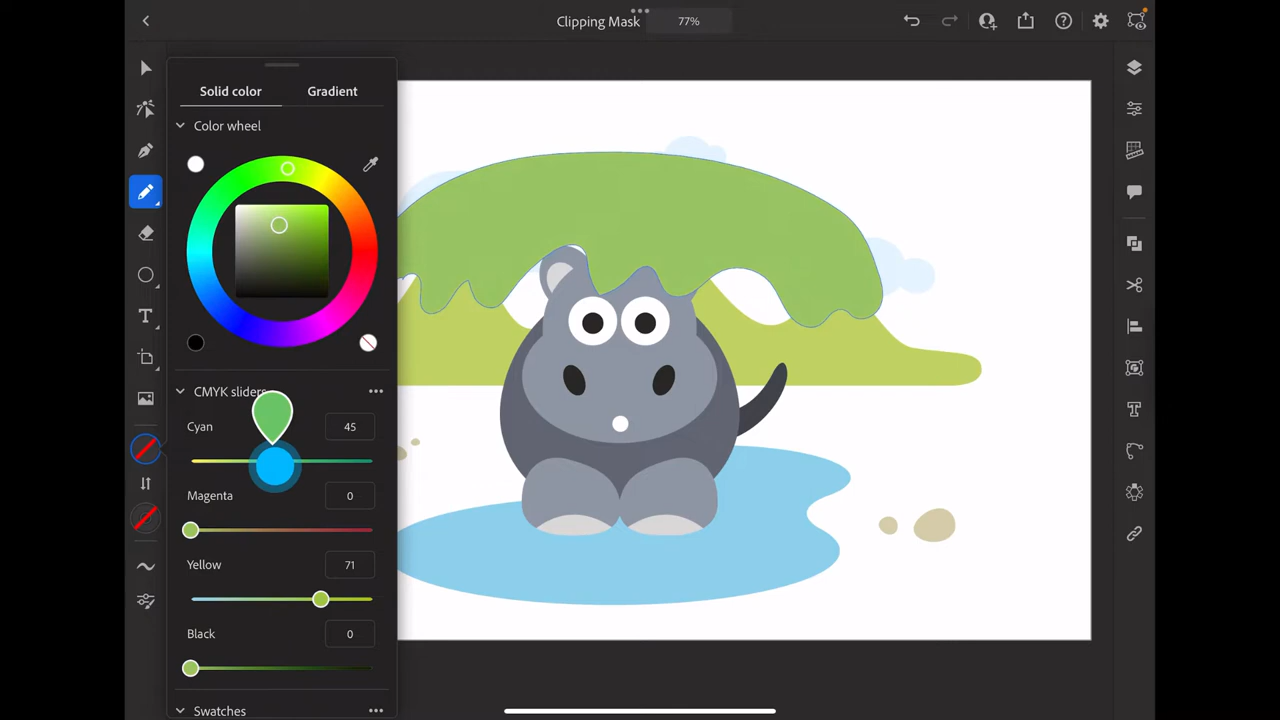 Clipping Mask 77%
Solid color Gradient
Color wheel
CMYK sliders
Cyan 45
Magenta 0
Yellow 71
Black 0
Swatches